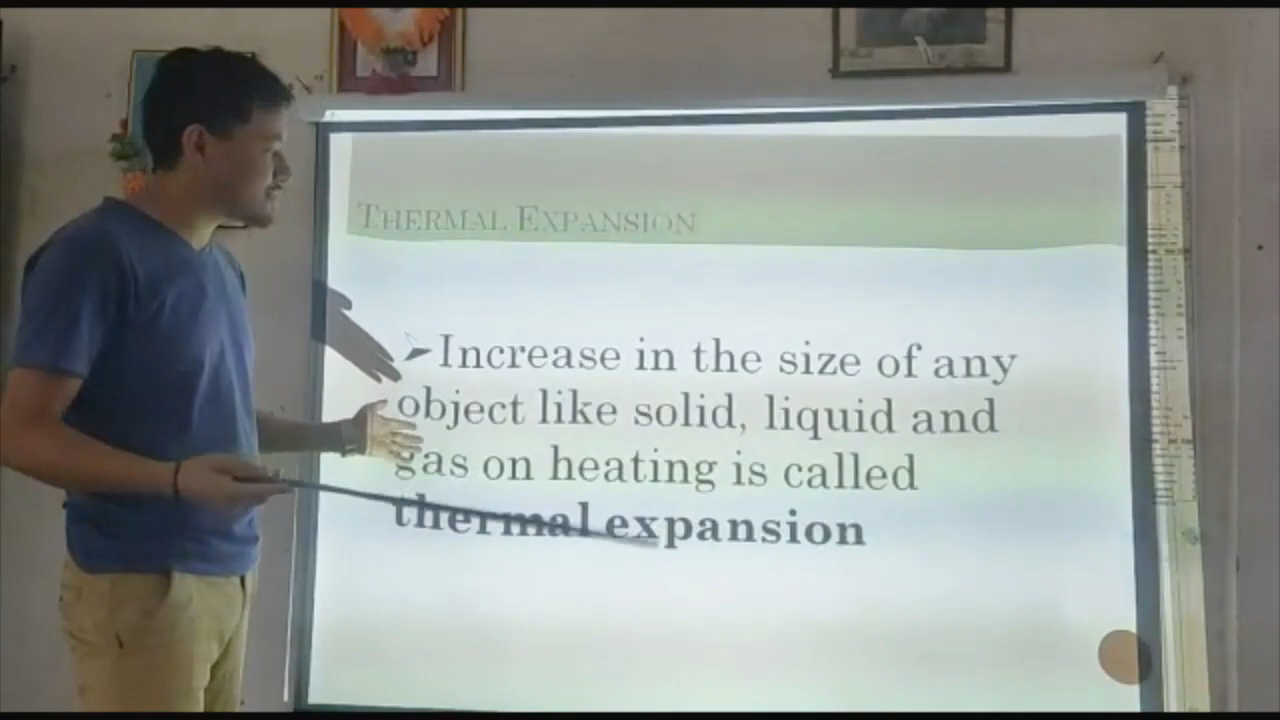 THERMAL EXPANSION
➢Increase in the size of any
object like solid, liquid and
gas on heating is called
thermal expansion